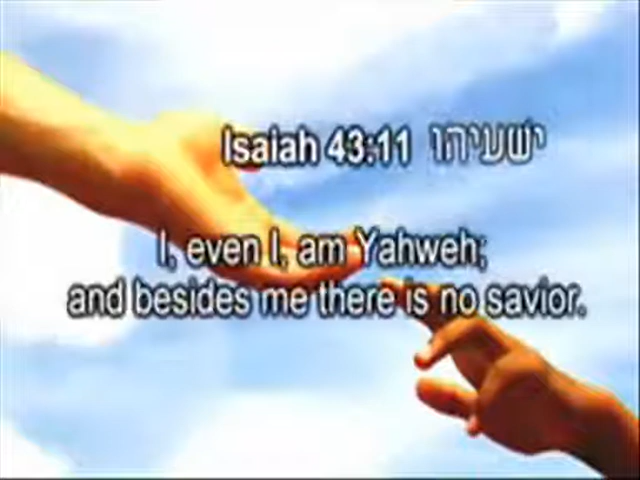 Isaiah 43:11 ישעיהו
I, even I, am Yahweh;
and besides me there is no savior.